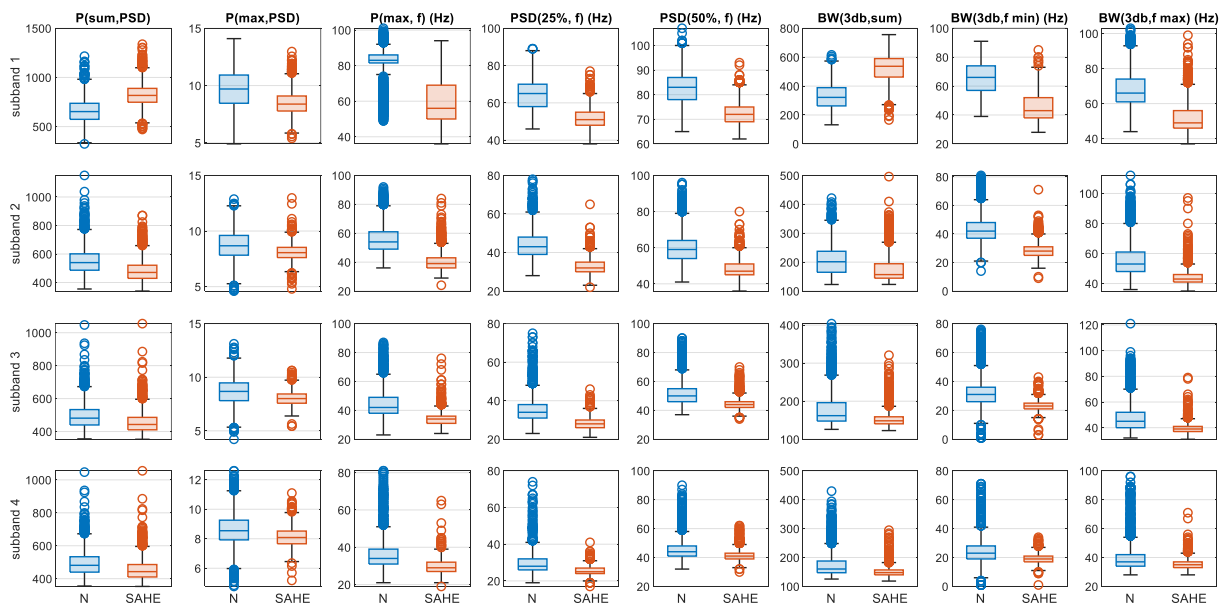 P(sum,PSD) P(max,PSD) P(max, f) (Hz) PSD(25%, f) (Hz) PSD(50%, f) (Hz) BW(3db,sum) BW(3db,f min) (Hz) BW(3db,f max) (Hz)
subband 1
500 1000
5 10 15
40 60 80 100
40 60 80
60 70 80 90 100
0 200 400 600 800
20 40 60 80 100
40 60 80 100
subband 2
400 600 800 1000
5 10 15
20 40 60 80 100
20 40 60 80
40 60 80 100
100 200 300 400 500
0 20 40 60 80
40 60 80 100
subband 3
400 600 800 1000
5 10 15
20 40 60 80 100
20 40 60 80
20 40 60 80 100
100 200 300 400
0 20 40 60 80
40 60 80 100 120
subband 4
400 600 800 1000
6 8 10 12
20 40 60 80
20 40 60 80
20 40 60 80 100
100 200 300 400 500
0 20 40 60 80
20 40 60 80 100
N SAHE N SAHE N SAHE N SAHE N SAHE N SAHE N SAHE N SAHE